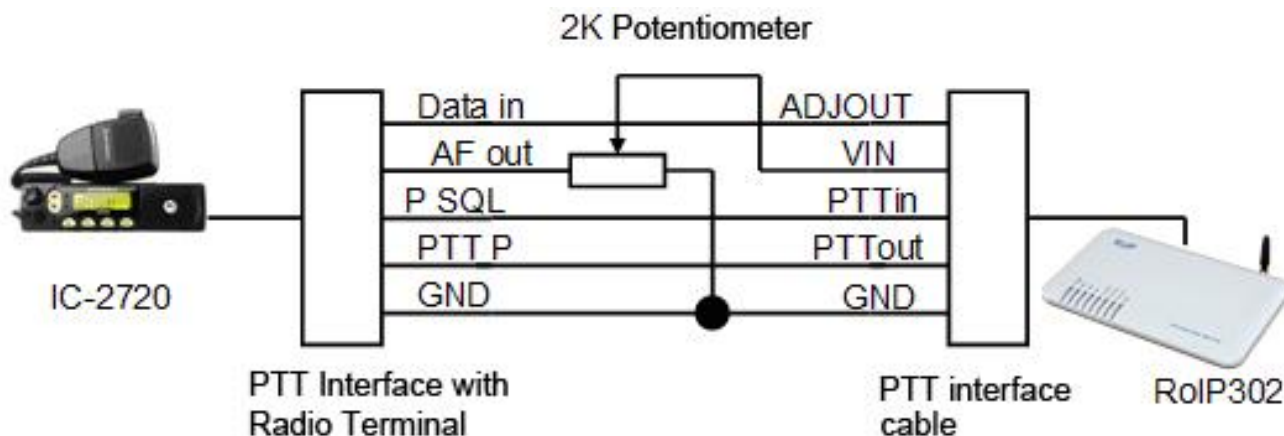 2K Potentiometer
Data in
ADJOUT
AF out
VIN
P SQL
PTTin
PTT P
PTTout
GND
GND
IC-2720
PTT Interface with
Radio Terminal
PTT interface
cable
RoIP302